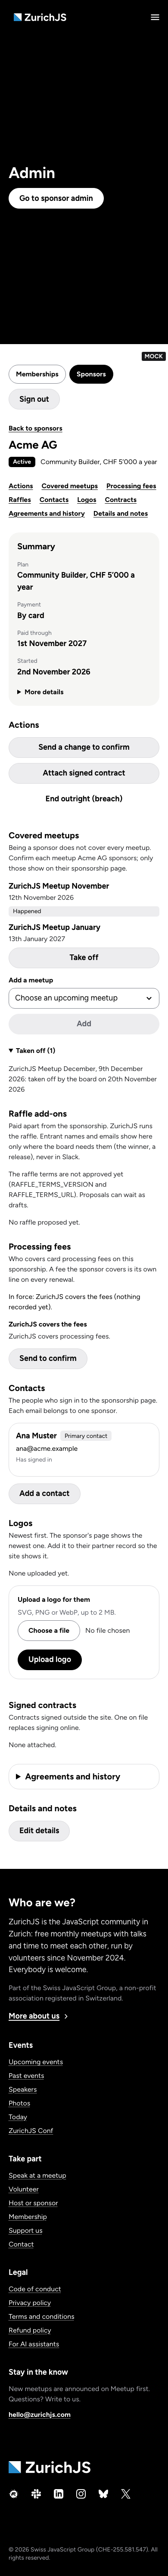 ZurichJS
Admin
Go to sponsor admin
MOCK
Memberships
Sponsors
Sign out
Back to sponsors
Acme AG
Active
Community Builder, CHF 5'000 a year
Actions
Covered meetups
Processing fees
Raffles
Contacts
Logos
Contracts
Agreements and history
Details and notes
Summary
Plan
Community Builder, CHF 5'000 a
year
Payment
By card
Paid through
1st November 2027
Started
2nd November 2026
More details
Actions
Send a change to confirm
Attach signed contract
End outright (breach)
Covered meetups
Being a sponsor does not cover every meetup.
Confirm each meetup Acme AG sponsors; only
those show on their sponsorship page.
ZurichJS Meetup November
12th November 2026
Happened
ZurichJS Meetup January
13th January 2027
Take off
Add a meetup
Choose an upcoming meetup
Add
Taken off (1)
ZurichJS Meetup December, 9th December
2026: taken off by the board on 20th November
2026
Raffle add-ons
Paid apart from the sponsorship. ZurichJS runs
the raffle. Entrant names and emails show here
only where the board needs them (the winner, a
release), never in Slack.
The raffle terms are not approved yet
(RAFFLE_TERMS_VERSION and
RAFFLE_TERMS_URL). Proposals can wait as
drafts.
No raffle proposed yet.
Processing fees
Who covers card processing fees on this
sponsorship. A fee the sponsor covers is its own
line on every renewal.
In force: ZurichJS covers the fees (nothing
recorded yet).
ZurichJS covers the fees
ZurichJS covers processing fees.
Send to confirm
Contacts
The people who sign in to the sponsorship page.
Each email belongs to one sponsor.
Ana Muster
Primary contact
ana@acme.example
Has signed in
Add a contact
Logos
Newest first. The sponsor's page shows the
newest one. Add it to their partner record so the
site shows it.
None uploaded yet.
Upload a logo for them
SVG, PNG or WebP, up to 2 MB.
Choose a file
No file chosen
Upload logo
Signed contracts
Contracts signed outside the site. One on file
replaces signing online.
None attached.
Agreements and history
Details and notes
Edit details
Who are we?
ZurichJS is the JavaScript community in
Zurich: free monthly meetups with talks
and time to meet each other, run by
volunteers since November 2024.
Everybody is welcome.
Part of the Swiss JavaScript Group, a non-profit
association registered in Switzerland.
More about us
Events
Upcoming events
Past events
Speakers
Photos
Today
ZurichJS Conf
Take part
Speak at a meetup
Volunteer
Host or sponsor
Membership
Support us
Contact
Legal
Code of conduct
Privacy policy
Terms and conditions
Refund policy
For AI assistants
Stay in the know
New meetups are announced on Meetup first.
Questions? Write to us.
hello@zurichjs.com
ZurichJS
© 2026 Swiss JavaScript Group (CHE-255.581.547). All
rights reserved.